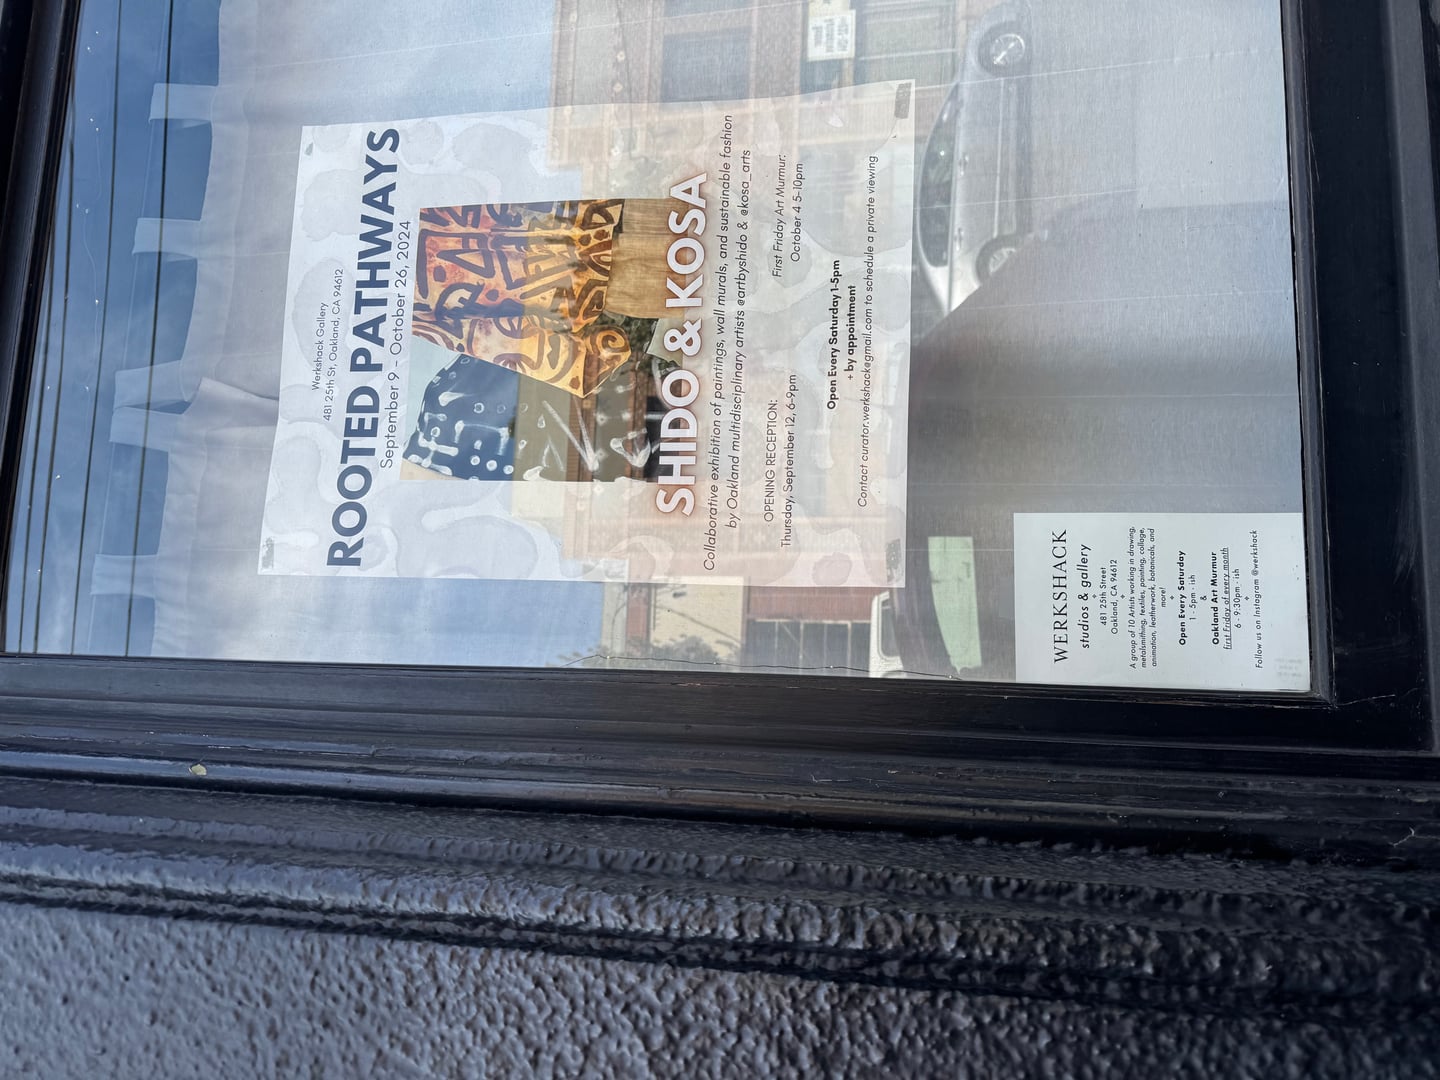 Werkshack Gallery
481 25th St, Oakland, CA 94612
ROOTED PATHWAYS
September 9 - October 26, 2024
SHIDO & KOSA
Collaborative exhibition of paintings, wall murals, and sustainable fashion
by Oakland multidisciplinary artists @artbyshido & @kosa_arts
OPENING RECEPTION:
Thursday, September 12, 6-9pm
First Friday Art Murmur:
October 4 5-10pm
Open Every Saturday 1-5pm
+ by appointment
Contact curator.werkshack@gmail.com to schedule a private viewing
WERKSHACK
studios & gallery
481 25th Street
Oakland, CA 94612
A group of 10 Artists working in drawing,
metalsmithing, textiles, painting, collage,
animation, leatherwork, botanicals, and
more!
Open Every Saturday
1 - 5pm - ish
&
Oakland Art Murmur
first Friday of every month
6 - 9:30pm - ish
Follow us on Instagram @werkshack